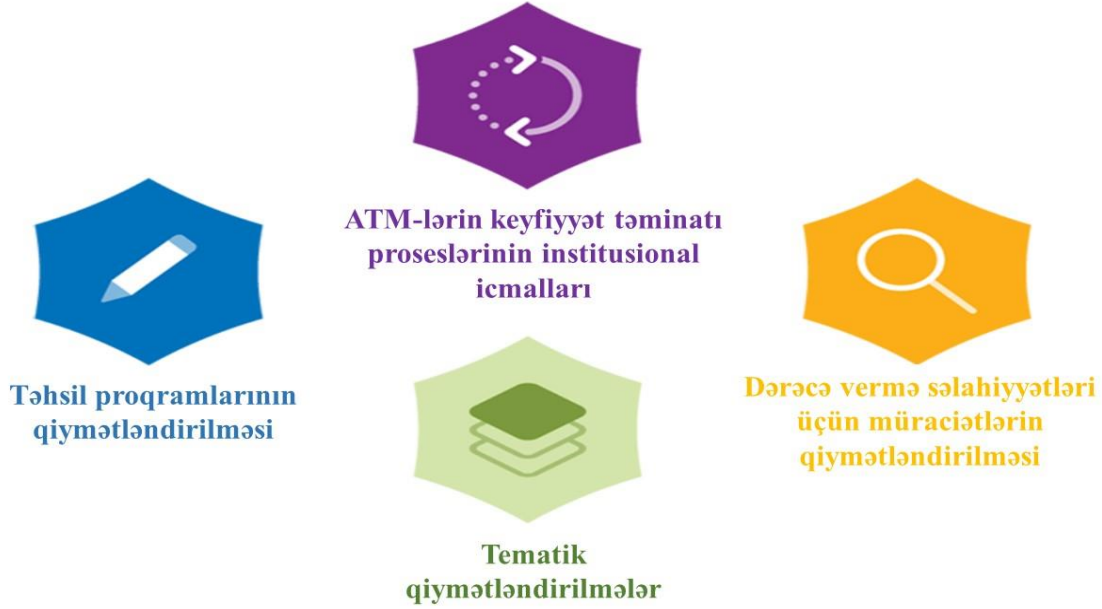 ATM-lərin keyfiyyət təminatı
proseslərinin institusional
icmalları
Təhsil proqramlarının
qiymətləndirilməsi
Dərəcə vermə səlahiyyətləri
üçün müraciətlərin
qiymətləndirilməsi
Tematik
qiymətləndirilmələr